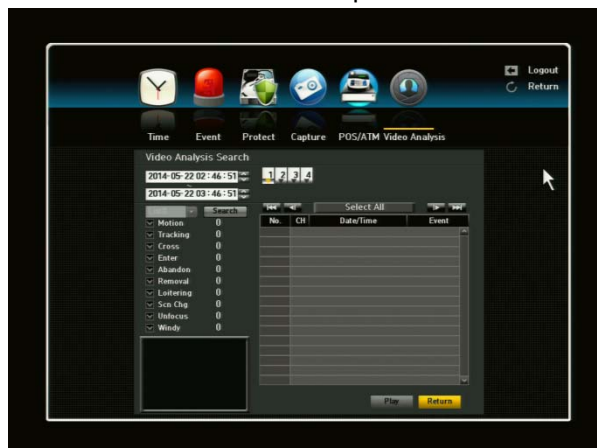 Logout
Return
Time Event Protect Capture POS/ATM Video Analysis
Video Analysis Search
2014-05-22 02:46:51
~
2014-05-22 03:46:51
1 2 3 4
Search
Select All
No. CH Date/Time Event
Motion 0
Tracking 0
Cross 0
Enter 0
Abandon 0
Removal 0
Loitering 0
Scn Chg 0
Unfocus 0
Windy 0
Play Return